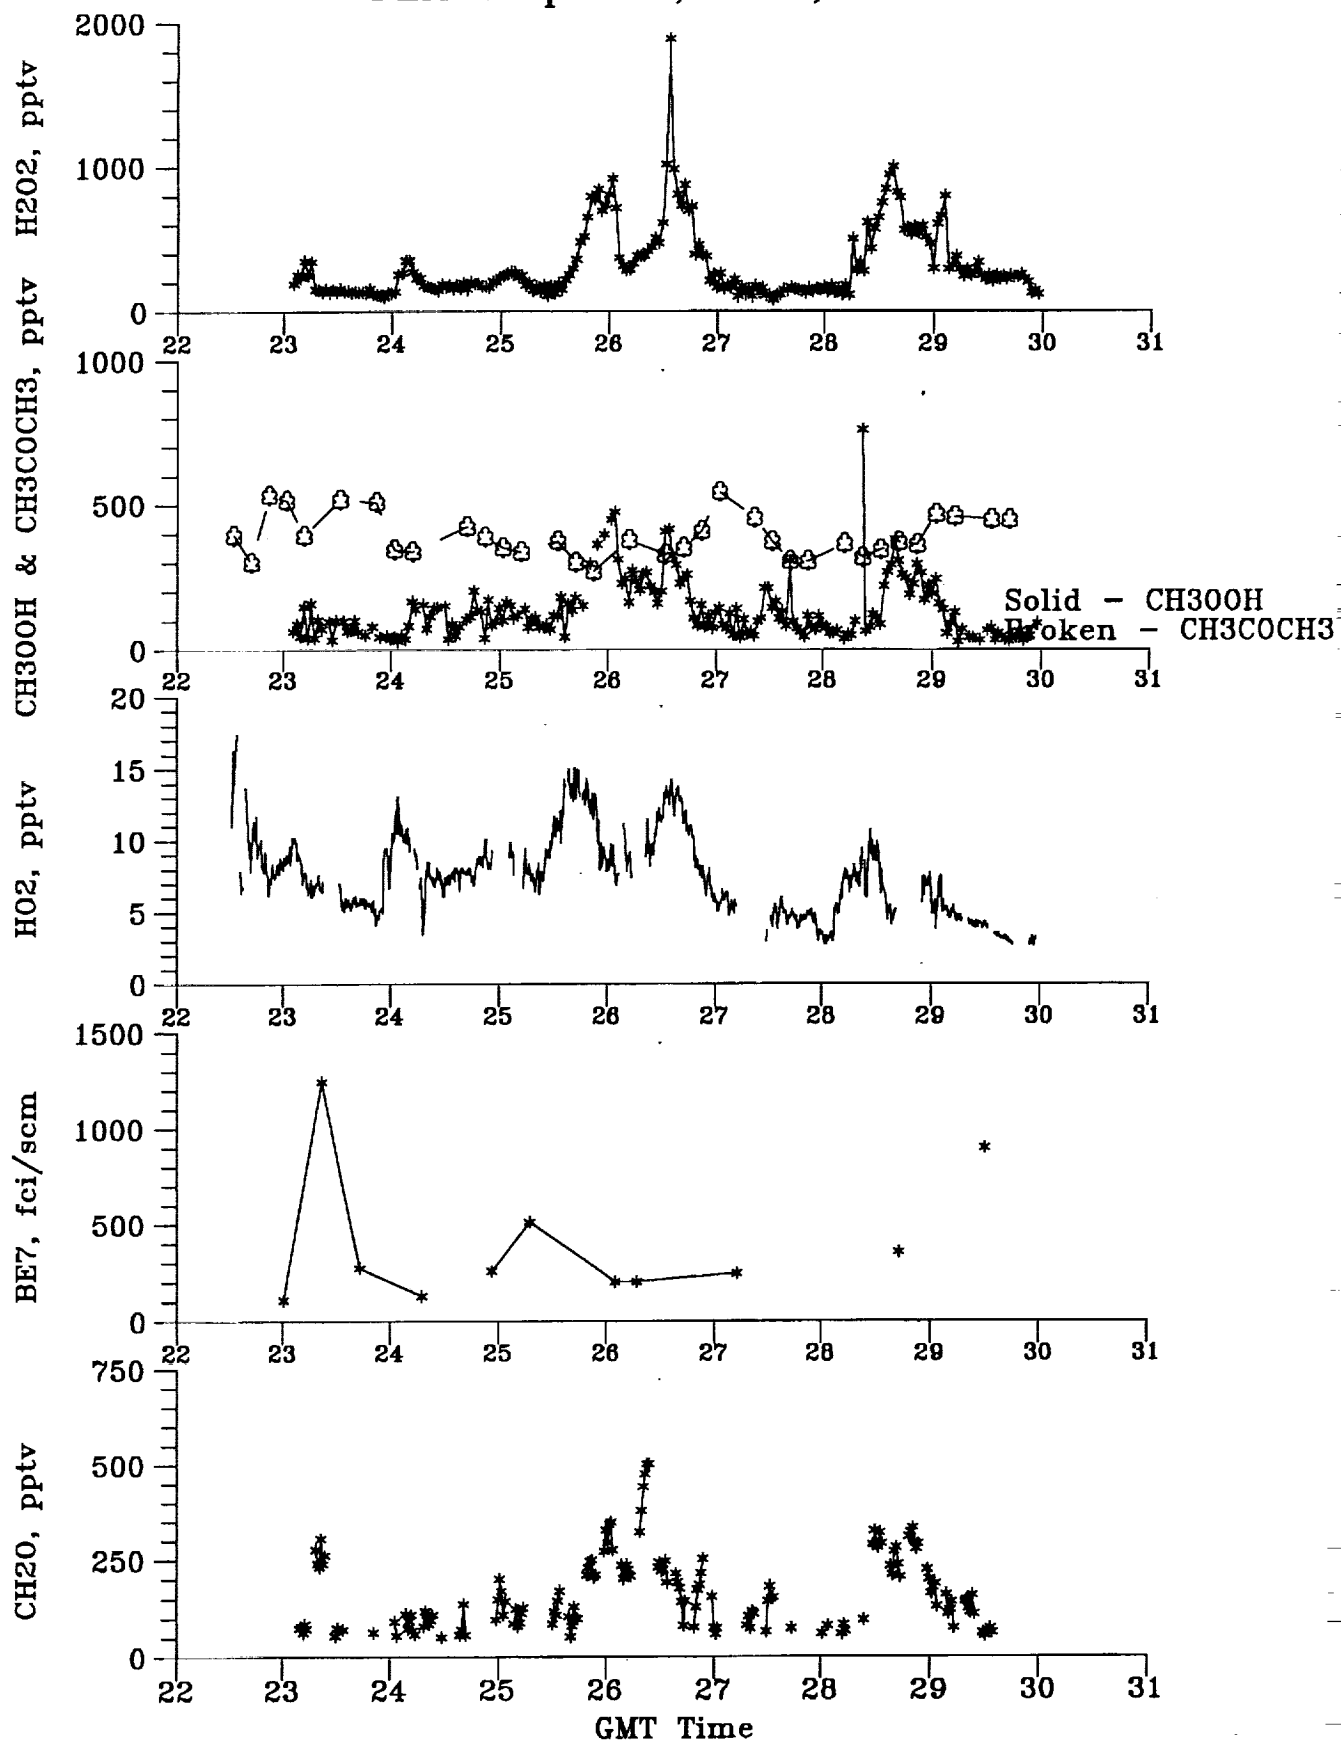 2000
1000
0
H2O2, pptv
22 23 24 25 26 27 28 29 30 31
1000
500
0
CH3OOH & CH3COCH3, pptv
Solid – CH3OOH
Broken – CH3COCH3
22 23 24 25 26 27 28 29 30 31
20
15
10
5
0
HO2, pptv
22 23 24 25 26 27 28 29 30 31
1500
1000
500
0
BE7, fci/scm
22 23 24 25 26 27 28 29 30 31
750
500
250
0
CH2O, pptv
22 23 24 25 26 27 28 29 30 31
GMT Time